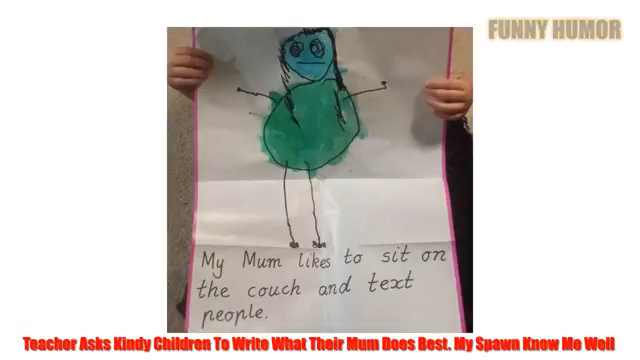 FUNNY HUMOR
My Mum likes to sit on
the couch and text
people.
Teacher Asks Kindy Children To Write What Their Mum Does Best. My Spawn Know Me Well